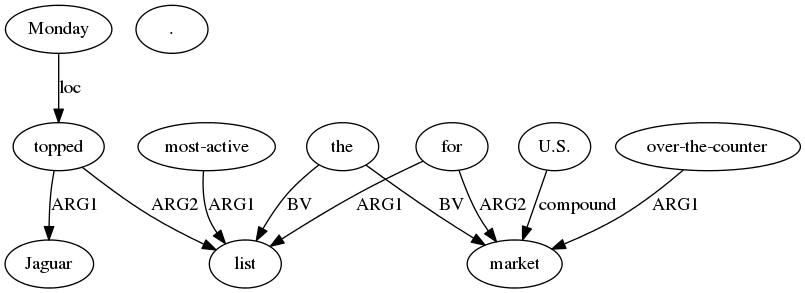 Monday .
loc
topped most-active the for U.S. over-the-counter
ARG1 ARG2 ARG1 BV ARG1 BV ARG2 compound ARG1
Jaguar list market